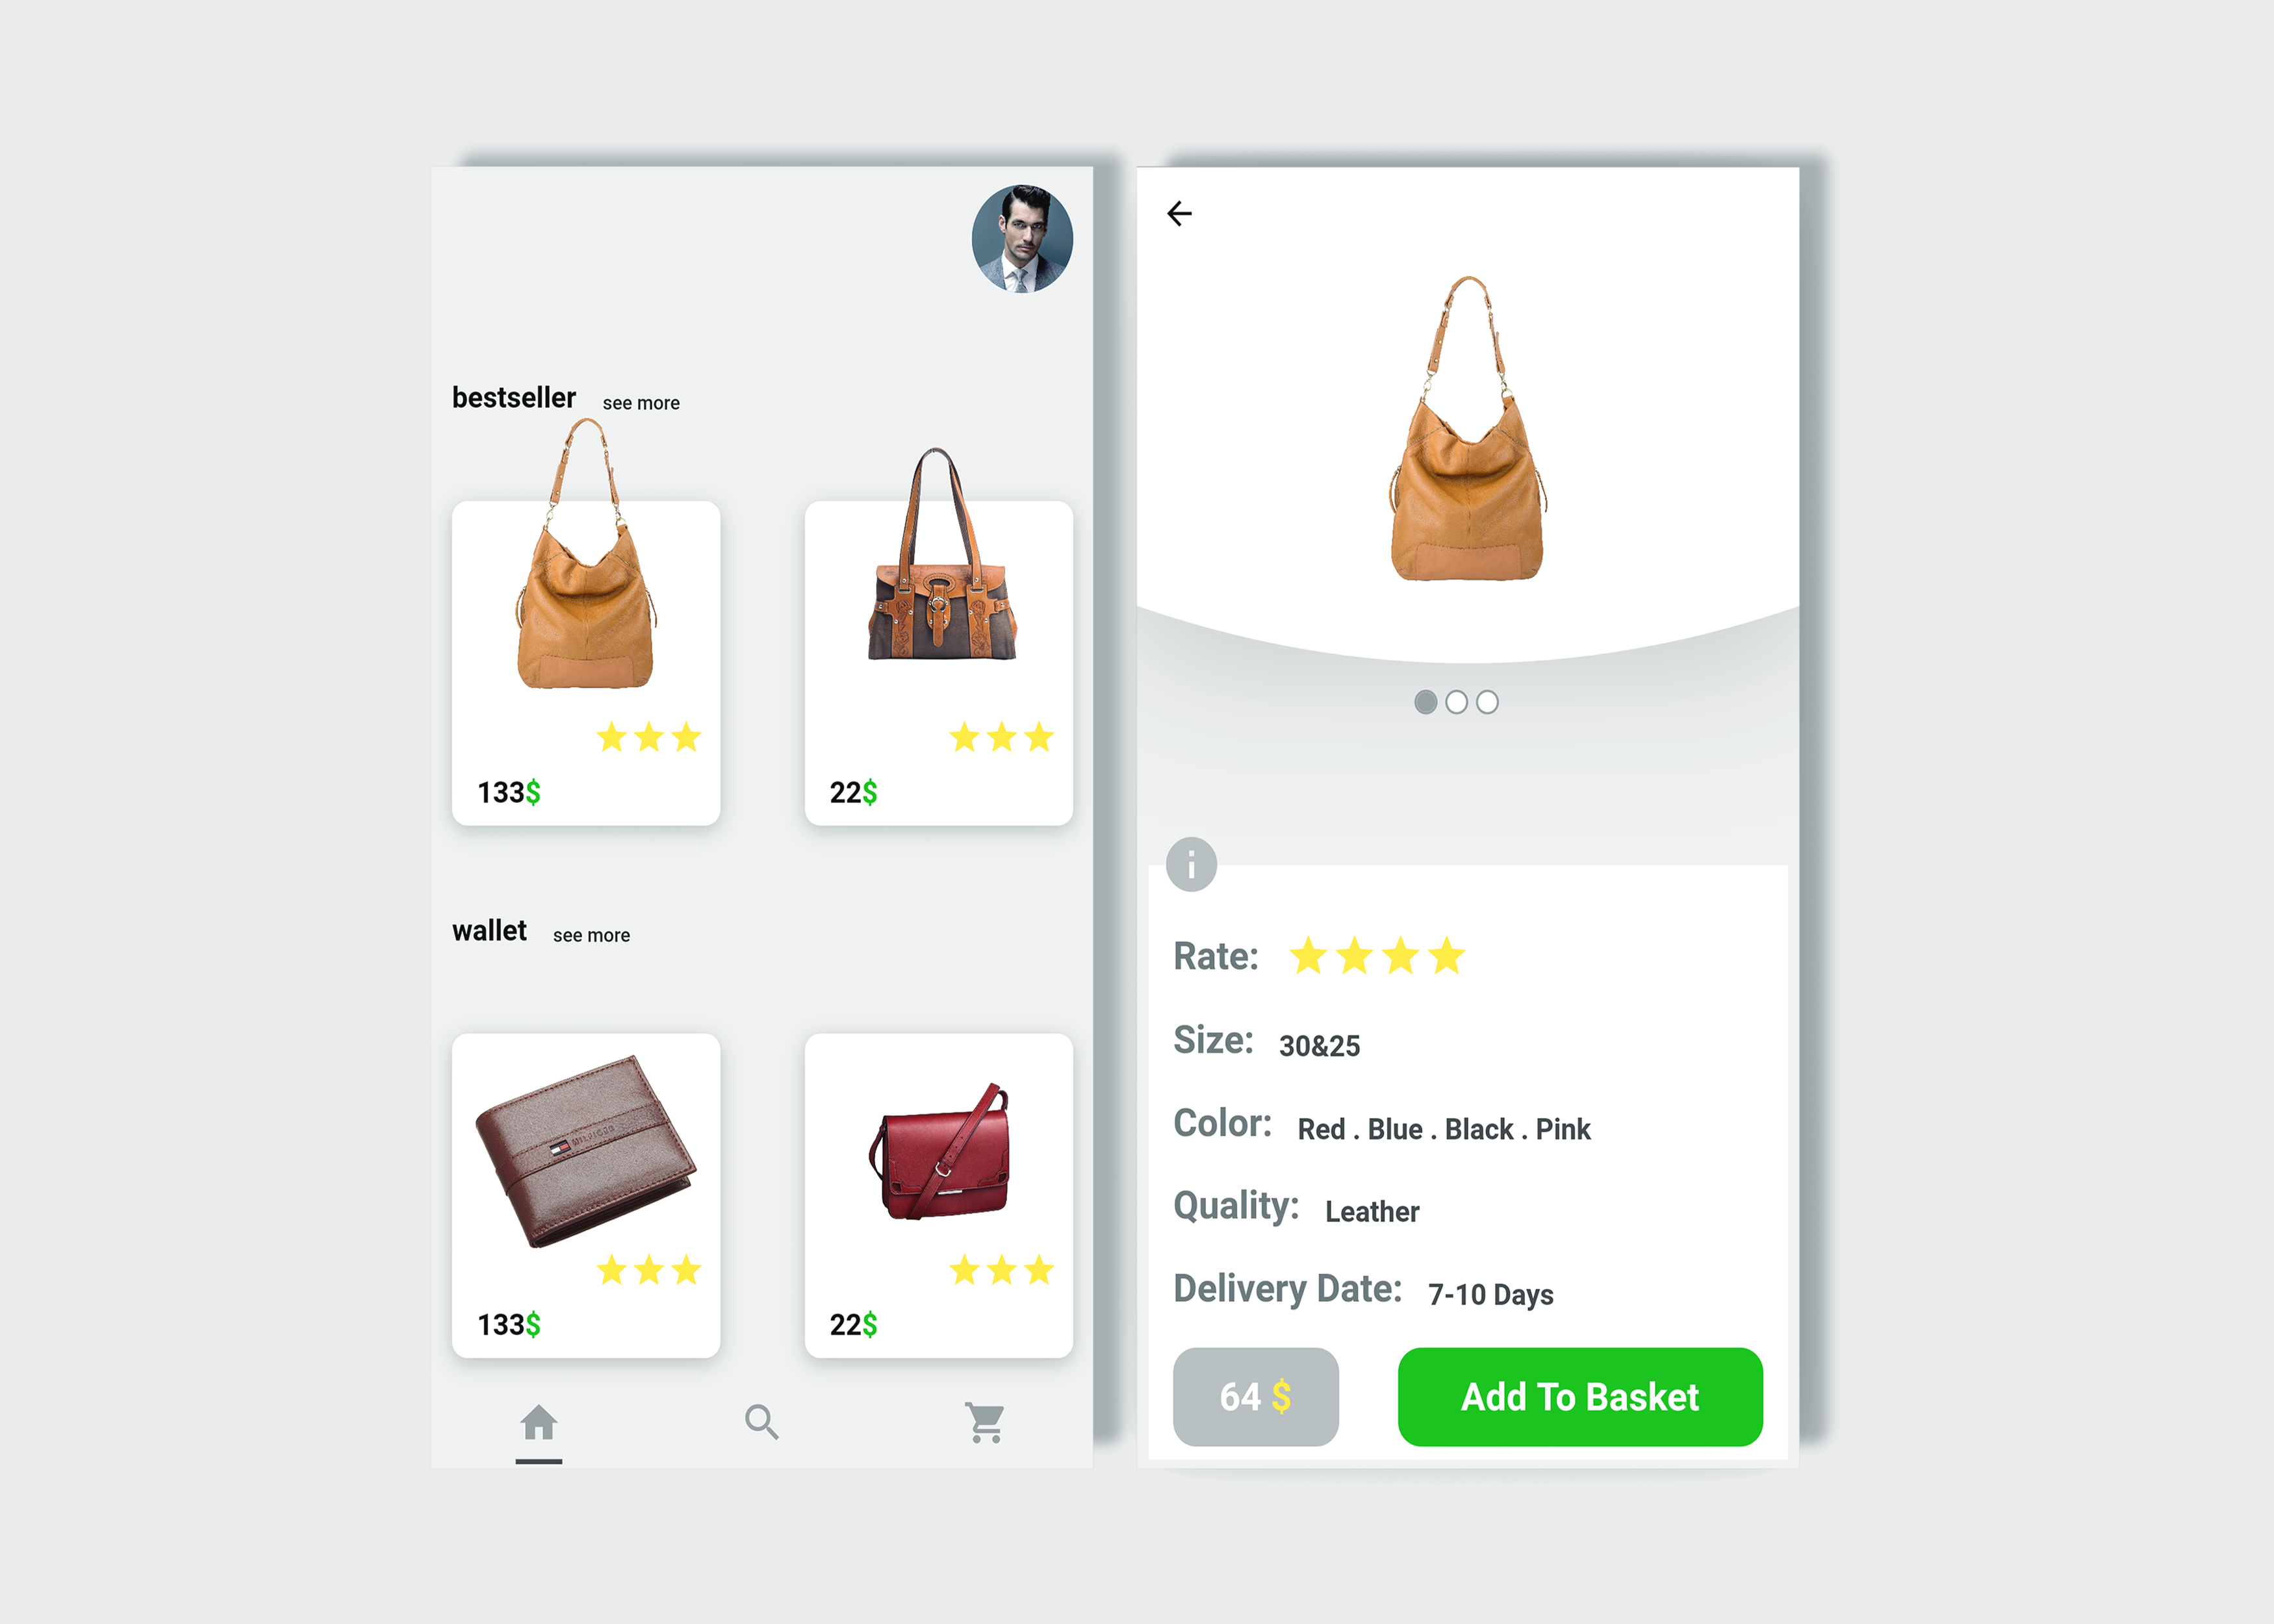 bestseller see more
133$
22$
wallet see more
HILFIGER
133$
22$
i
Rate:
Size: 30&25
Color: Red . Blue . Black . Pink
Quality: Leather
Delivery Date: 7-10 Days
64 $
Add To Basket